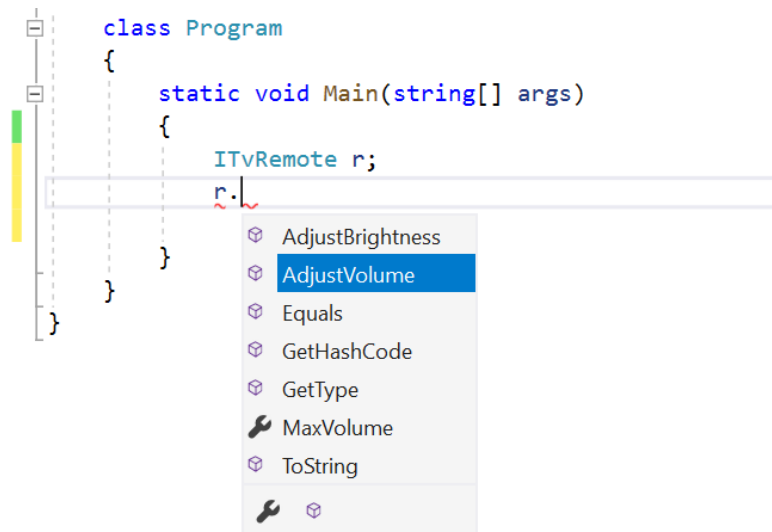 class Program
{
static void Main(string[] args)
{
ITvRemote r;
r.
AdjustBrightness
AdjustVolume
Equals
GetHashCode
GetType
MaxVolume
ToString
}
}
}